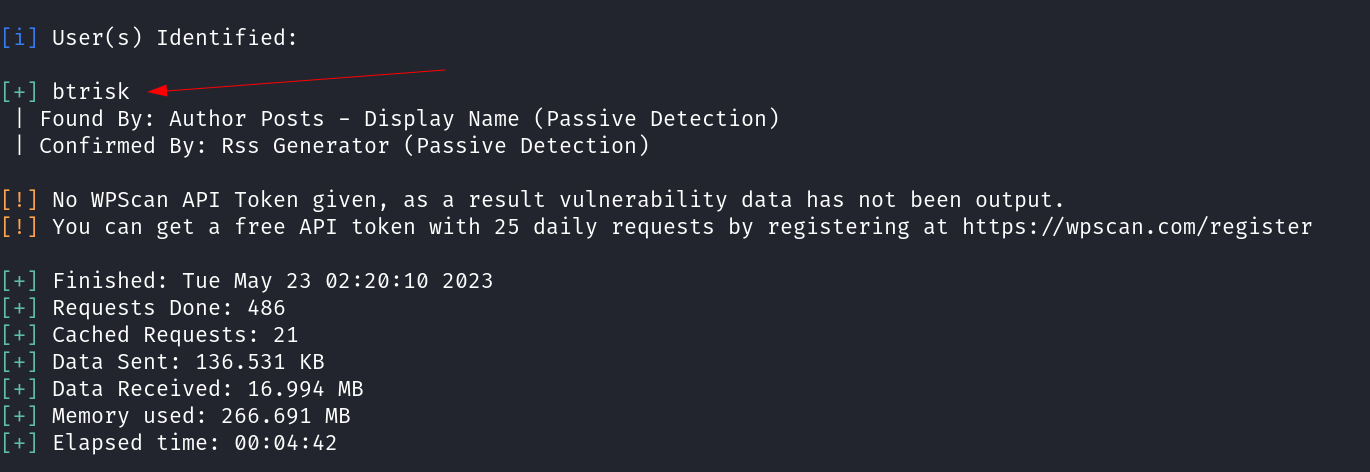 [i] User(s) Identified:
[+] btrisk
| Found By: Author Posts - Display Name (Passive Detection)
| Confirmed By: Rss Generator (Passive Detection)
[!] No WPScan API Token given, as a result vulnerability data has not been output.
[!] You can get a free API token with 25 daily requests by registering at https://wpscan.com/register
[+] Finished: Tue May 23 02:20:10 2023
[+] Requests Done: 486
[+] Cached Requests: 21
[+] Data Sent: 136.531 KB
[+] Data Received: 16.994 MB
[+] Memory used: 266.691 MB
[+] Elapsed time: 00:04:42